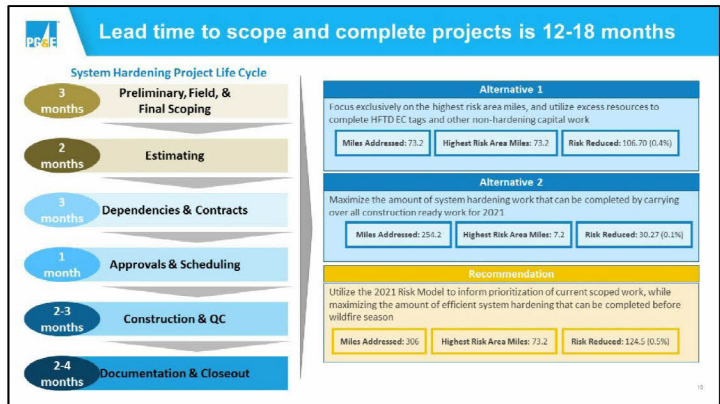 PG&E
Lead time to scope and complete projects is 12-18 months
System Hardening Project Life Cycle
3
months
Preliminary, Field, &
Final Scoping
2
months
Estimating
3
months
Dependencies & Contracts
1
month
Approvals & Scheduling
2-3
months
Construction & QC
2-4
months
Documentation & Closeout
Alternative 1
Focus exclusively on the highest risk area miles, and utilize excess resources to
complete HFTD EC tags and other non-hardening capital work
Miles Addressed: 73.2
Highest Risk Area Miles: 73.2
Risk Reduced: 106.70 (0.4%)
Alternative 2
Maximize the amount of system hardening work that can be completed by carrying
over all construction ready work for 2021
Miles Addressed: 254.2
Highest Risk Area Miles: 7.2
Risk Reduced: 30.27 (0.1%)
Recommendation
Utilize the 2021 Risk Model to inform prioritization of current scoped work, while
maximizing the amount of efficient system hardening that can be completed before
wildfire season
Miles Addressed: 306
Highest Risk Area Miles: 73.2
Risk Reduced: 124.5 (0.5%)